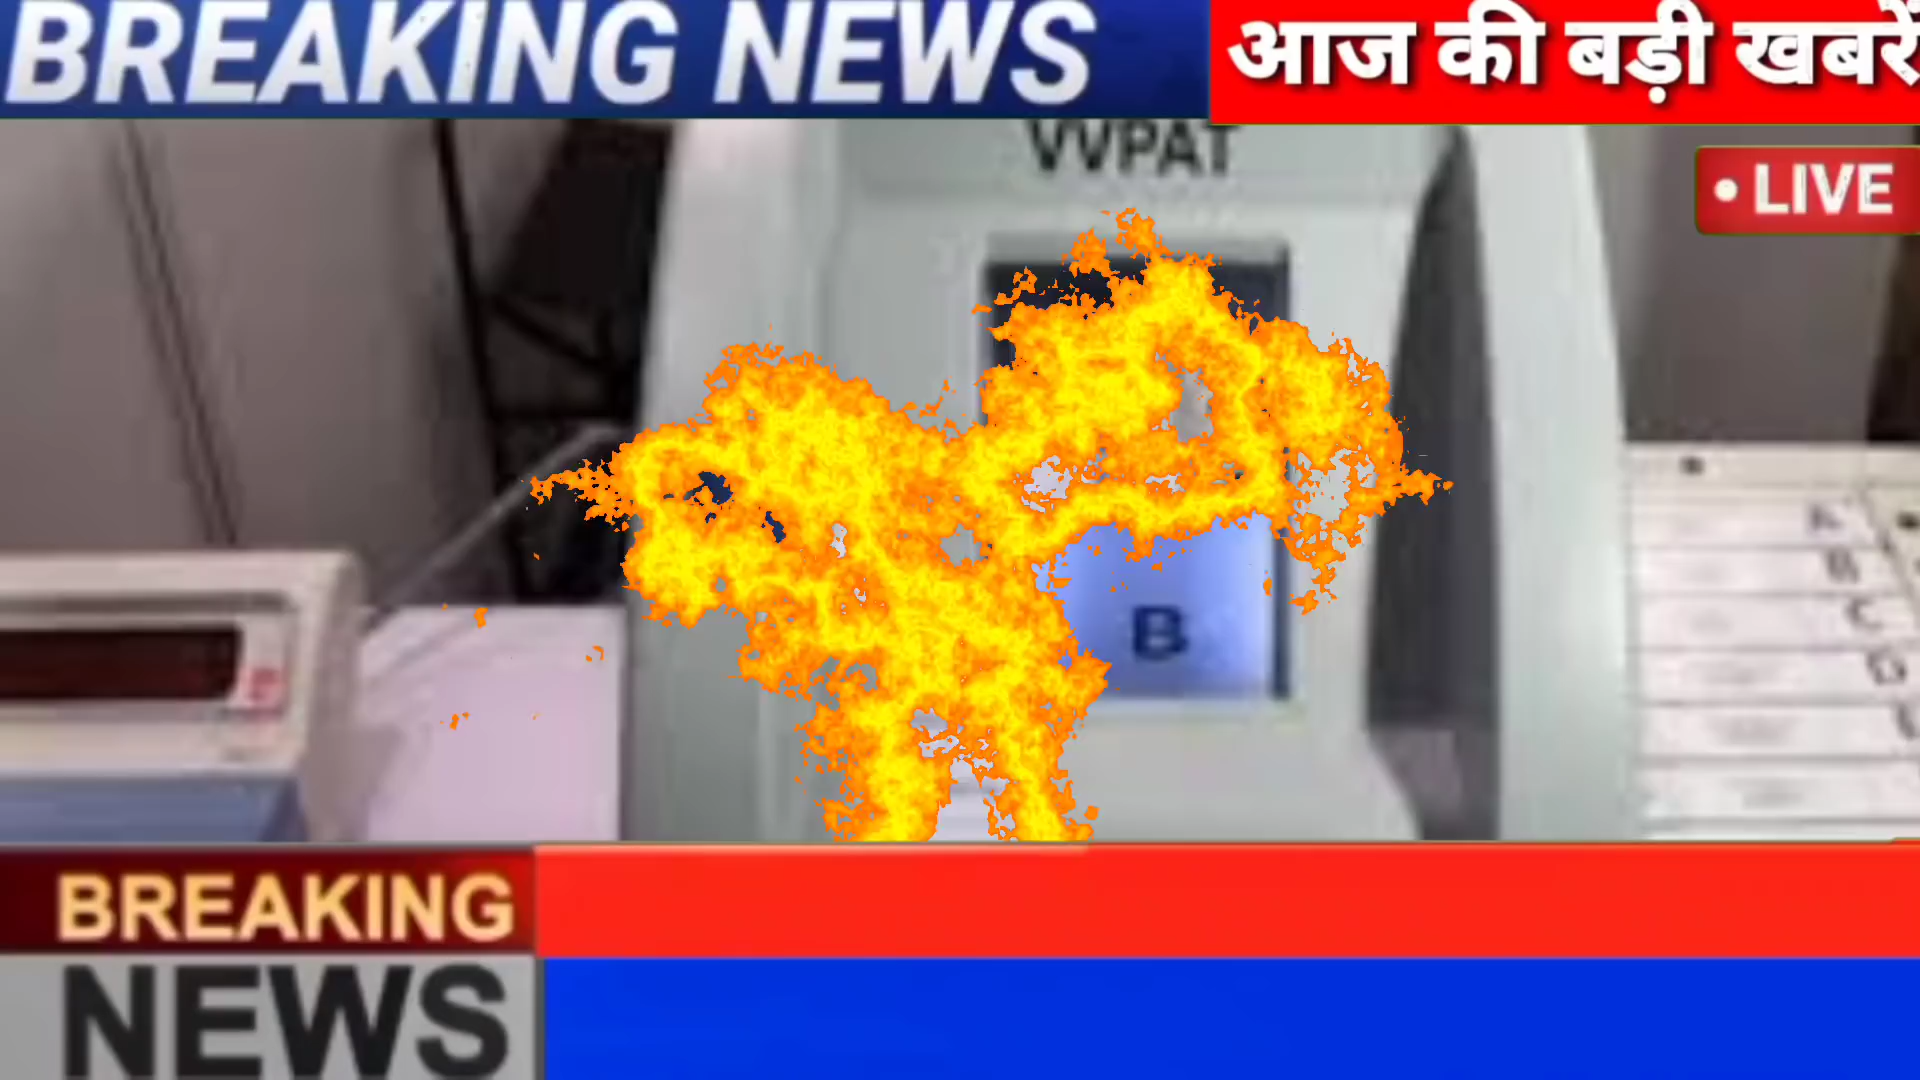 BREAKING NEWS
आज की बड़ी खबरें
VVPAT
• LIVE
B
A
B
C
D
E
BREAKING
NEWS